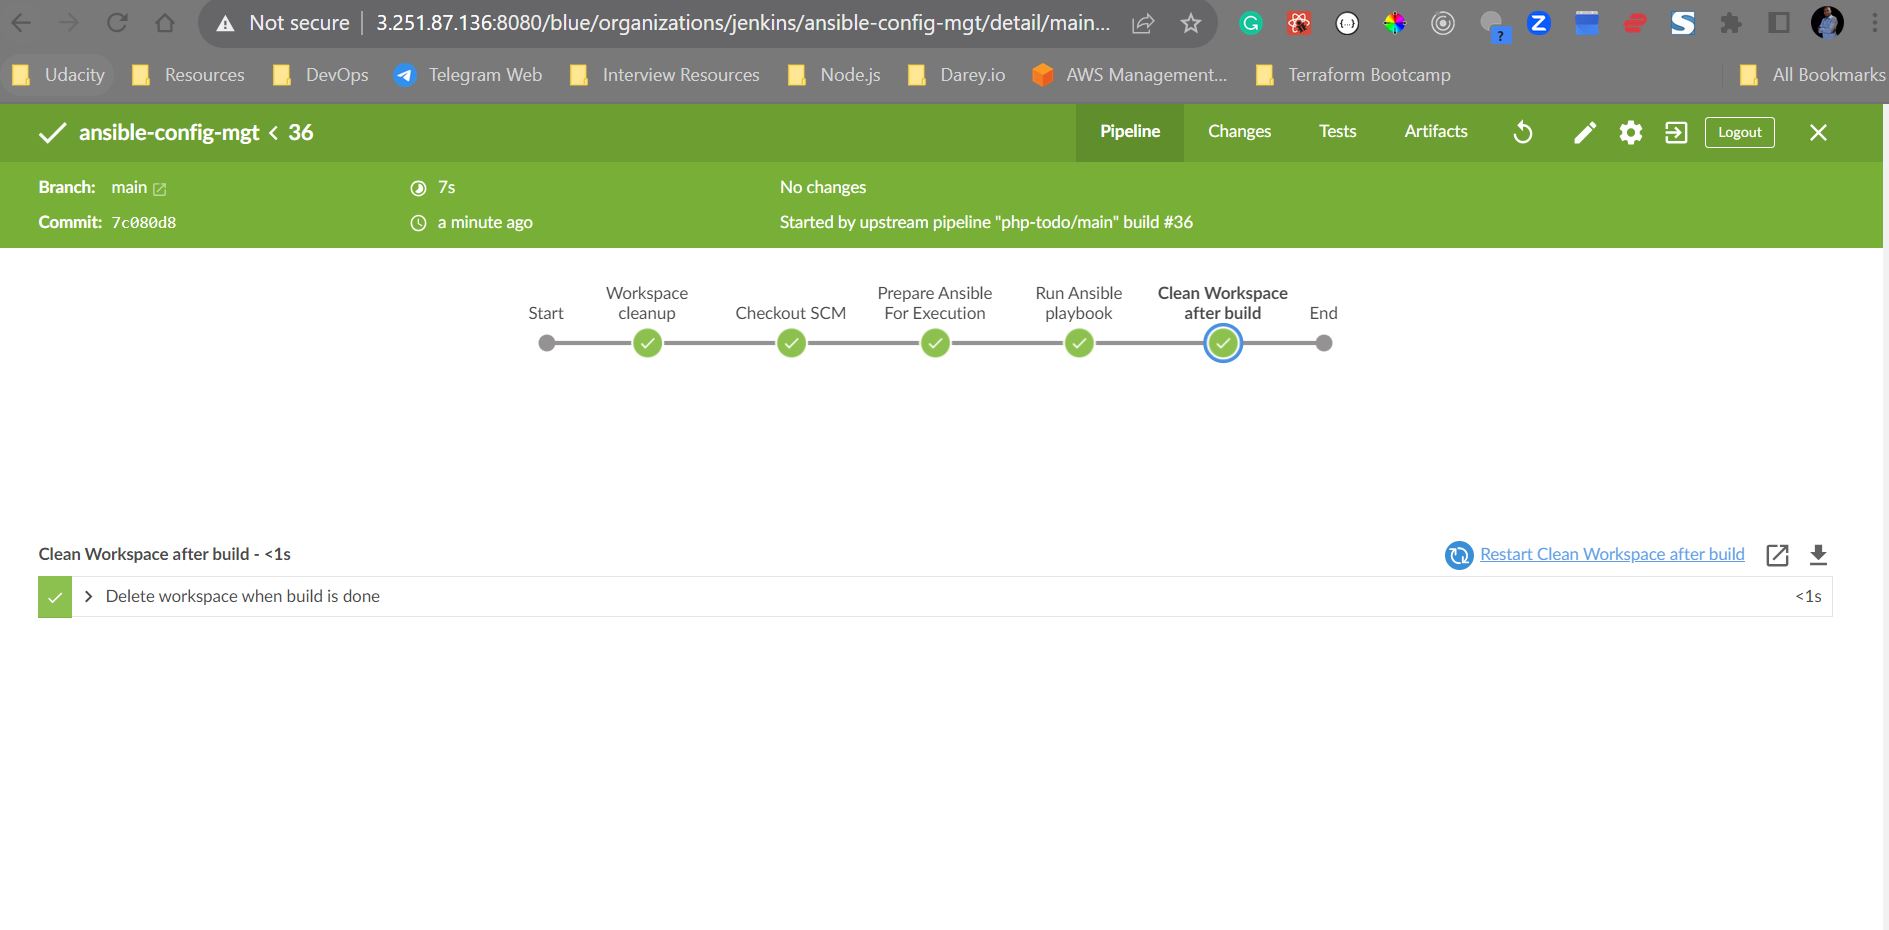 Not secure 3.251.87.136:8080/blue/organizations/jenkins/ansible-config-mgt/detail/main...
Udacity Resources DevOps Telegram Web Interview Resources Node.js Darey.io AWS Management... Terraform Bootcamp All Bookmarks
ansible-config-mgt < 36 Pipeline Changes Tests Artifacts Logout
Branch: main 7s No changes
Commit: 7c080d8 a minute ago Started by upstream pipeline "php-todo/main" build #36
Workspace Prepare Ansible Run Ansible Clean Workspace
Start cleanup Checkout SCM For Execution playbook after build End
Clean Workspace after build - <1s Restart Clean Workspace after build
Delete workspace when build is done <1s